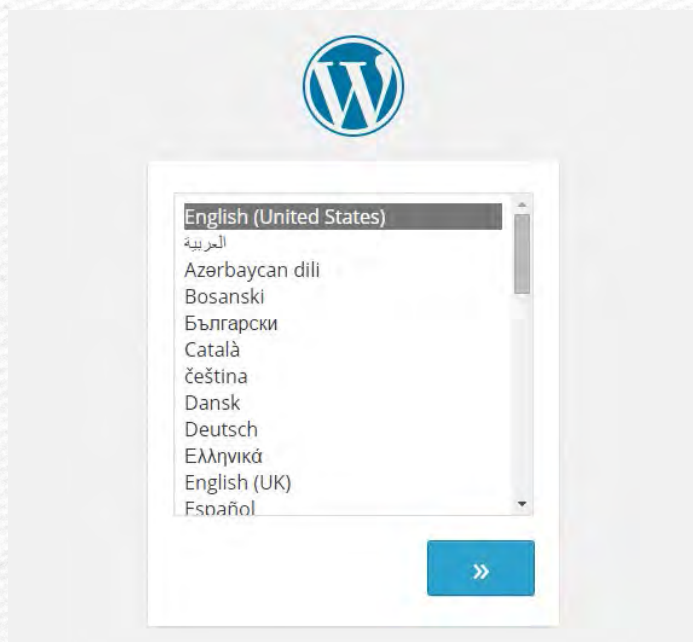 English (United States)
العربية
Azərbaycan dili
Bosanski
Български
Català
čeština
Dansk
Deutsch
Ελληνικά
English (UK)
Español
»